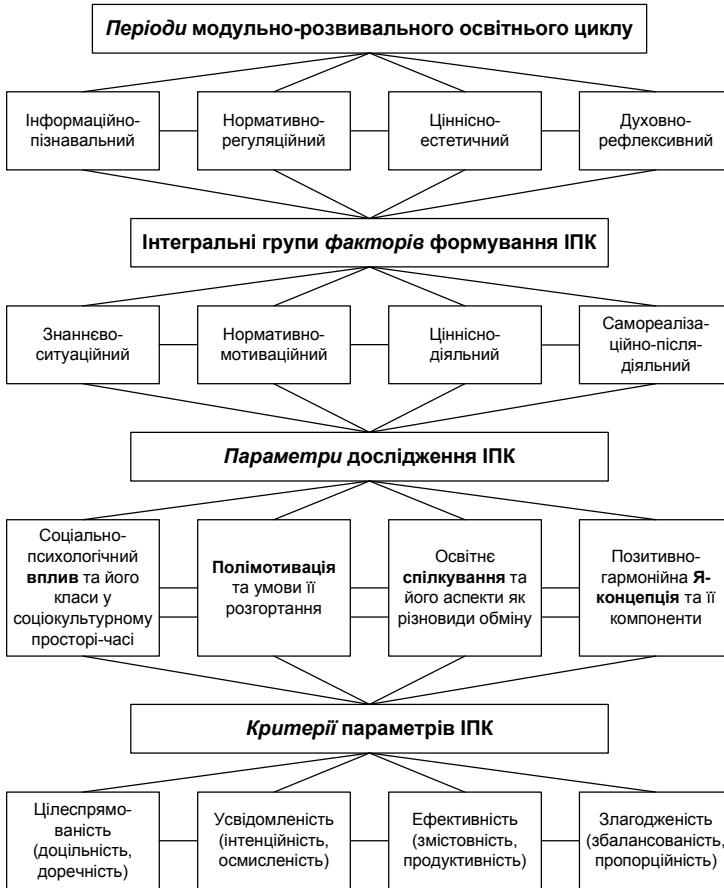 Періоди модульно-розвивального освітнього циклу
Інформаційно-
пізнавальний
Нормативно-
регуляційний
Ціннісно-
естетичний
Духовно-
рефлексивний
Інтегральні групи факторів формування ІПК
Знаннєво-
ситуаційний
Нормативно-
мотиваційний
Ціннісно-
діяльний
Самореаліза-
ційно-після-
діяльний
Параметри дослідження ІПК
Соціально-
психологічний
вплив та його
класи у
соціокультурному
просторі-часі
Полімотивація
та умови її
розгортання
Освітнє
спілкування та
його аспекти як
різновиди обміну
Позитивно-
гармонійна Я-
концепція та її
компоненти
Критерії параметрів ІПК
Цілеспрямо-
ваність
(доцільність,
доречність)
Усвідомленість
(інтенційність,
осмисленість)
Ефективність
(змістовність,
продуктивність)
Злагодженість
(збалансованість,
пропорційність)